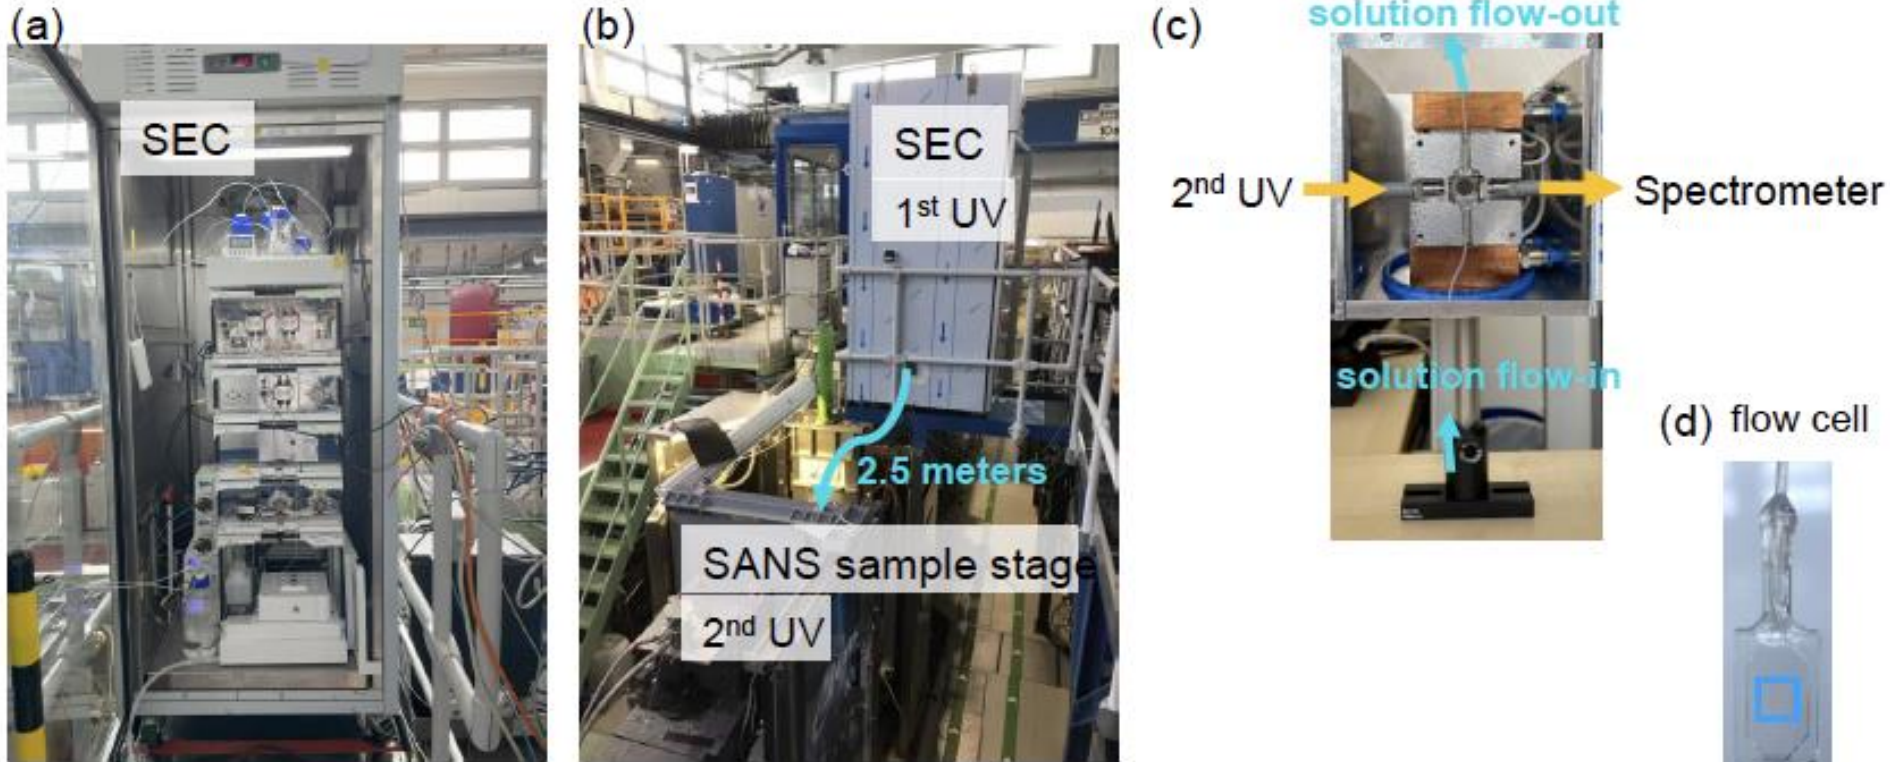 (a)
SEC
(b)
SEC
1st UV
2.5 meters
SANS sample stage
2nd UV
(c)
solution flow-out
2nd UV
Spectrometer
solution flow-in
(d) flow cell